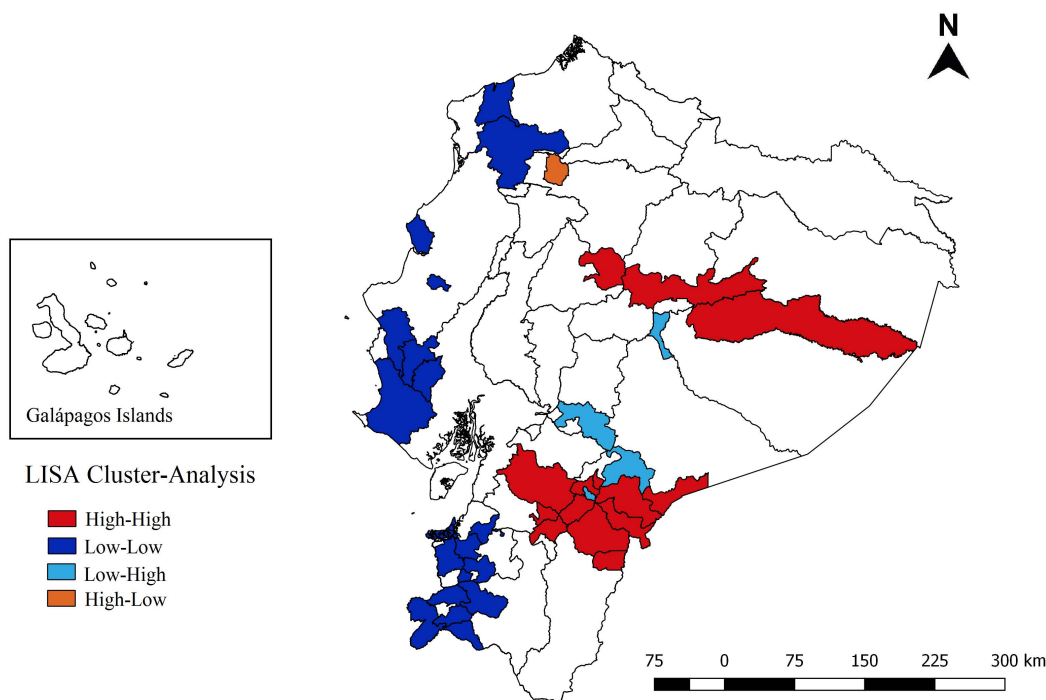 N
Galápagos Islands
LISA Cluster-Analysis
High-High
Low-Low
Low-High
High-Low
75 0 75 150 225 300 km